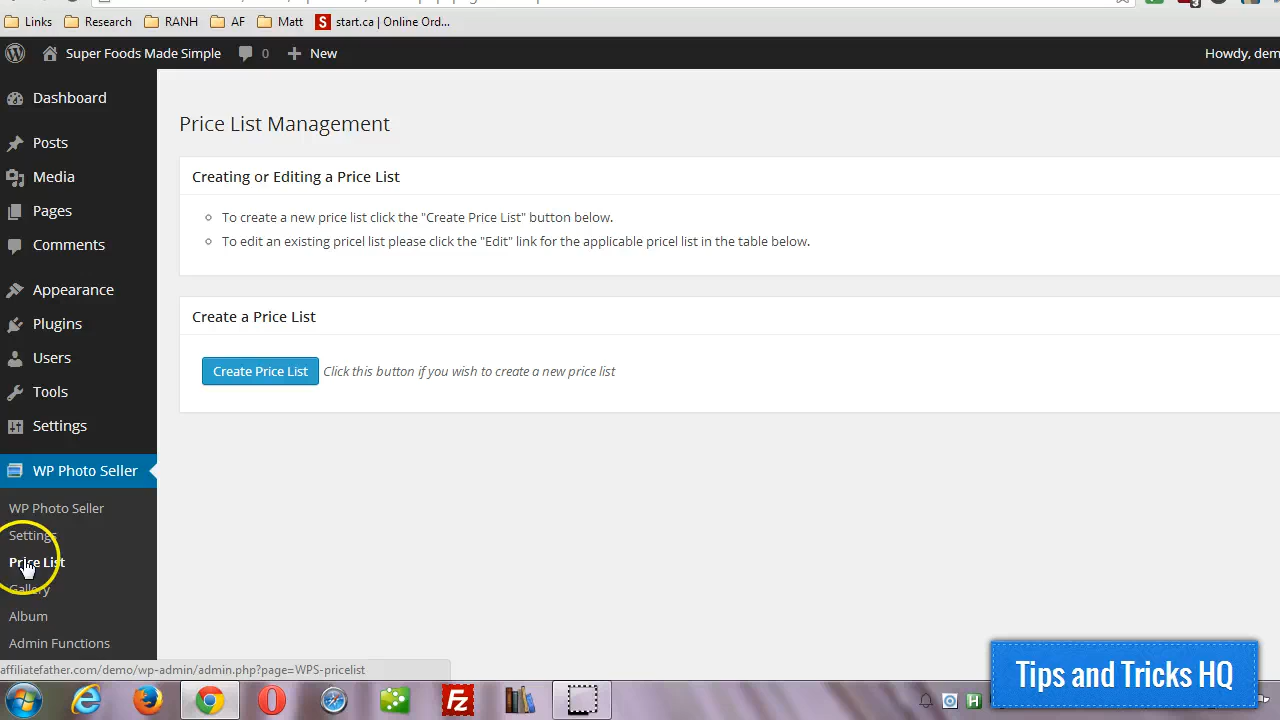 Links Research RANH AF Matt S start.ca | Online Ord...
Super Foods Made Simple 0 New Howdy, dem
Dashboard
Posts
Media
Pages
Comments
Appearance
Plugins
Users
Tools
Settings
WP Photo Seller
WP Photo Seller
Settings
Price List
Gallery
Album
Admin Functions
Price List Management
Creating or Editing a Price List
To create a new price list click the "Create Price List" button below.
To edit an existing pricel list please click the "Edit" link for the applicable pricel list in the table below.
Create a Price List
Create Price List Click this button if you wish to create a new price list
affiliatefather.com/demo/wp-admin/admin.php?page=WPS-pricelist
Tips and Tricks HQ
Fz
H